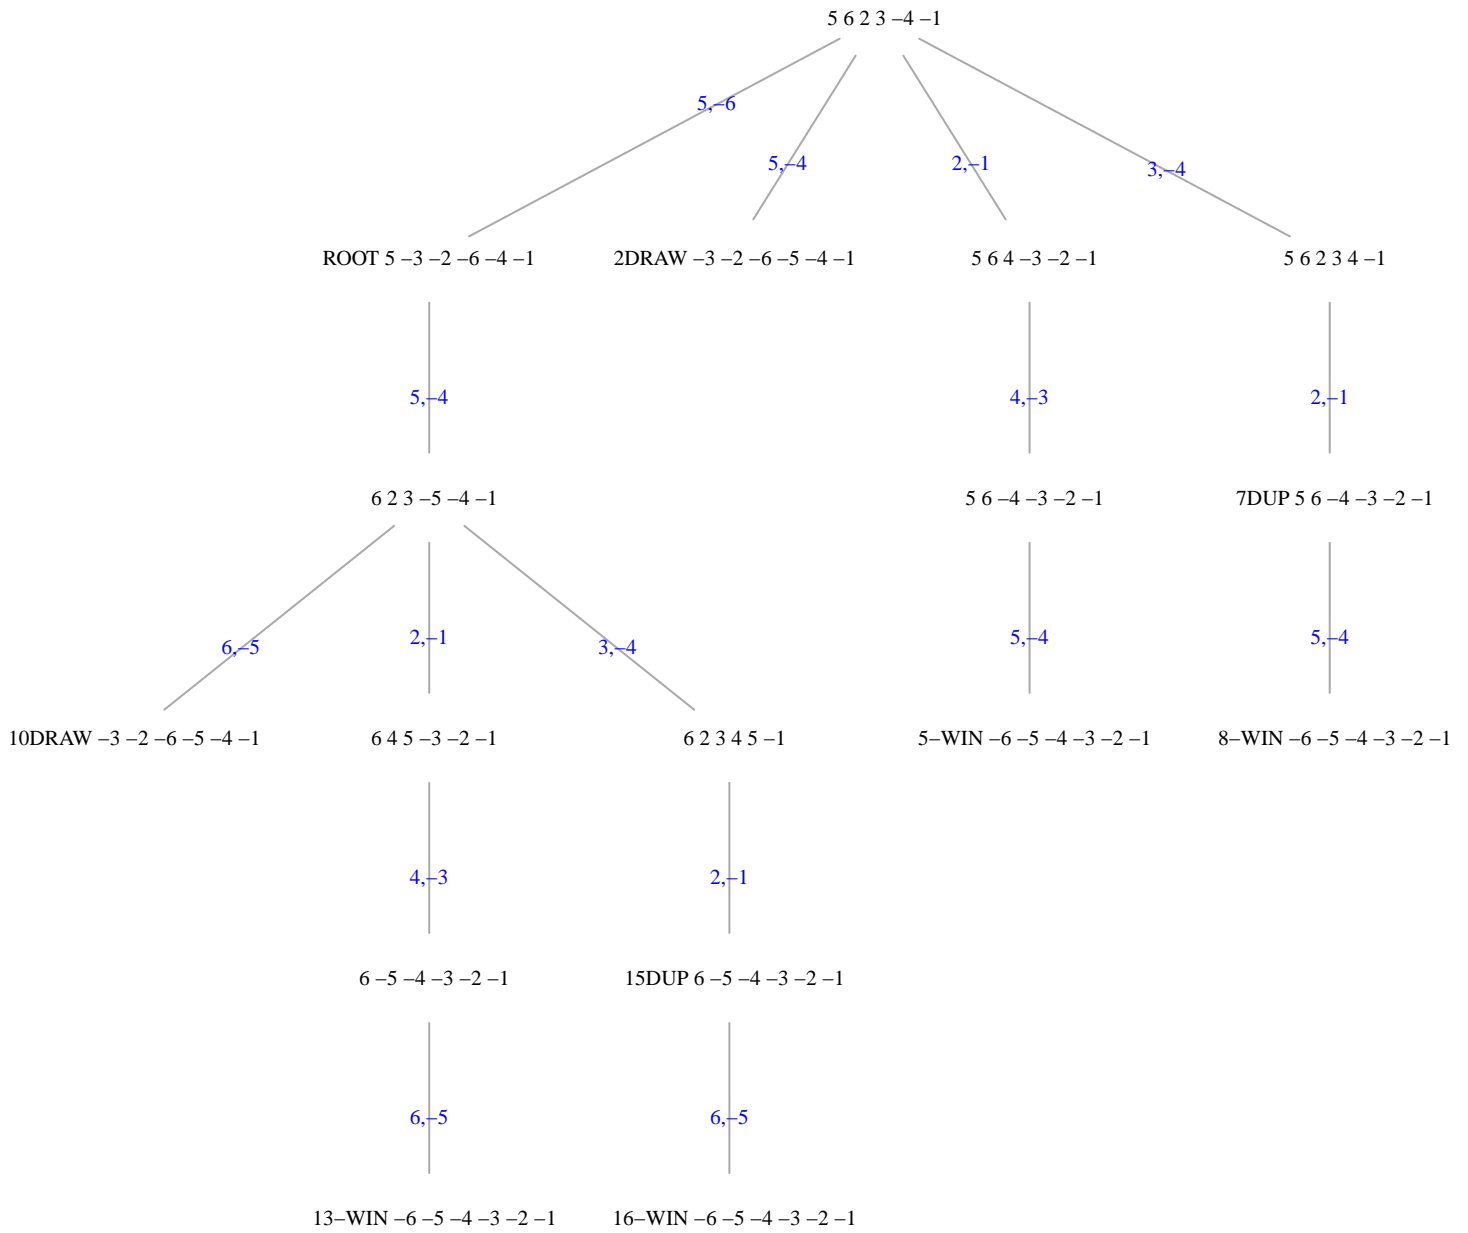 5 6 2 3 –4 –1
5,–6
5,–4
2,–1
3,–4
ROOT 5 –3 –2 –6 –4 –1
2DRAW –3 –2 –6 –5 –4 –1
5 6 4 –3 –2 –1
5 6 2 3 4 –1
5,–4
4,–3
2,–1
6 2 3 –5 –4 –1
5 6 –4 –3 –2 –1
7DUP 5 6 –4 –3 –2 –1
6,–5
2,–1
3,–4
5,–4
5,–4
10DRAW –3 –2 –6 –5 –4 –1
6 4 5 –3 –2 –1
6 2 3 4 5 –1
5–WIN –6 –5 –4 –3 –2 –1
8–WIN –6 –5 –4 –3 –2 –1
4,–3
2,–1
6 –5 –4 –3 –2 –1
15DUP 6 –5 –4 –3 –2 –1
6,–5
6,–5
13–WIN –6 –5 –4 –3 –2 –1
16–WIN –6 –5 –4 –3 –2 –1